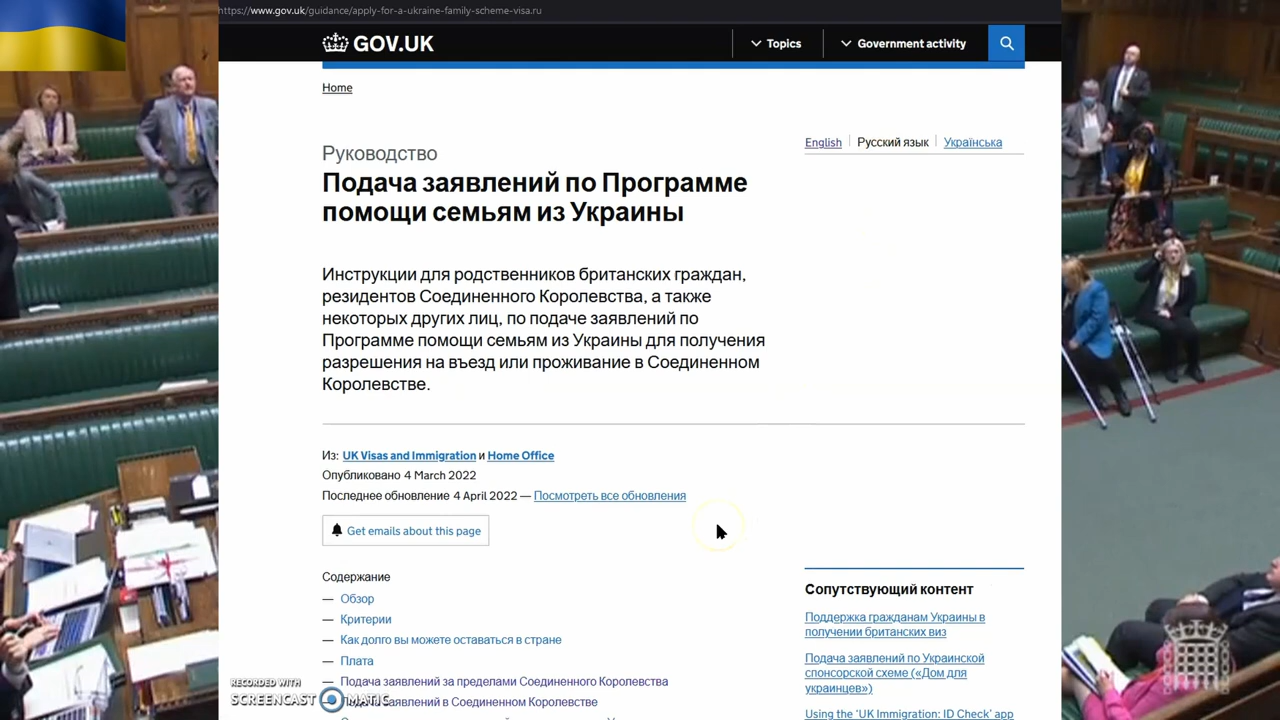 https://www.gov.uk/guidance/apply-for-a-ukraine-family-scheme-visa.ru
GOV.UK
Topics
Government activity
Home
English
Русский язык
Українська
Руководство
Подача заявлений по Программе
помощи семьям из Украины
Инструкции для родственников британских граждан,
резидентов Соединенного Королевства, а также
некоторых других лиц, по подаче заявлений по
Программе помощи семьям из Украины для получения
разрешения на въезд или проживание в Соединенном
Королевстве.
Из: UK Visas and Immigration и Home Office
Опубликовано 4 March 2022
Последнее обновление 4 April 2022 — Посмотреть все обновления
Get emails about this page
Содержание
— Обзор
— Критерии
— Как долго вы можете оставаться в стране
— Плата
— Подача заявлений за пределами Соединенного Королевства
заявлений в Соединенном Королевстве
Сопутствующий контент
Поддержка гражданам Украины в
получении британских виз
Подача заявлений по Украинской
спонсорской схеме («Дом для
украинцев»)
Using the ‘UK Immigration: ID Check’ app
RECORDED WITH
SCREENCAST MATIC